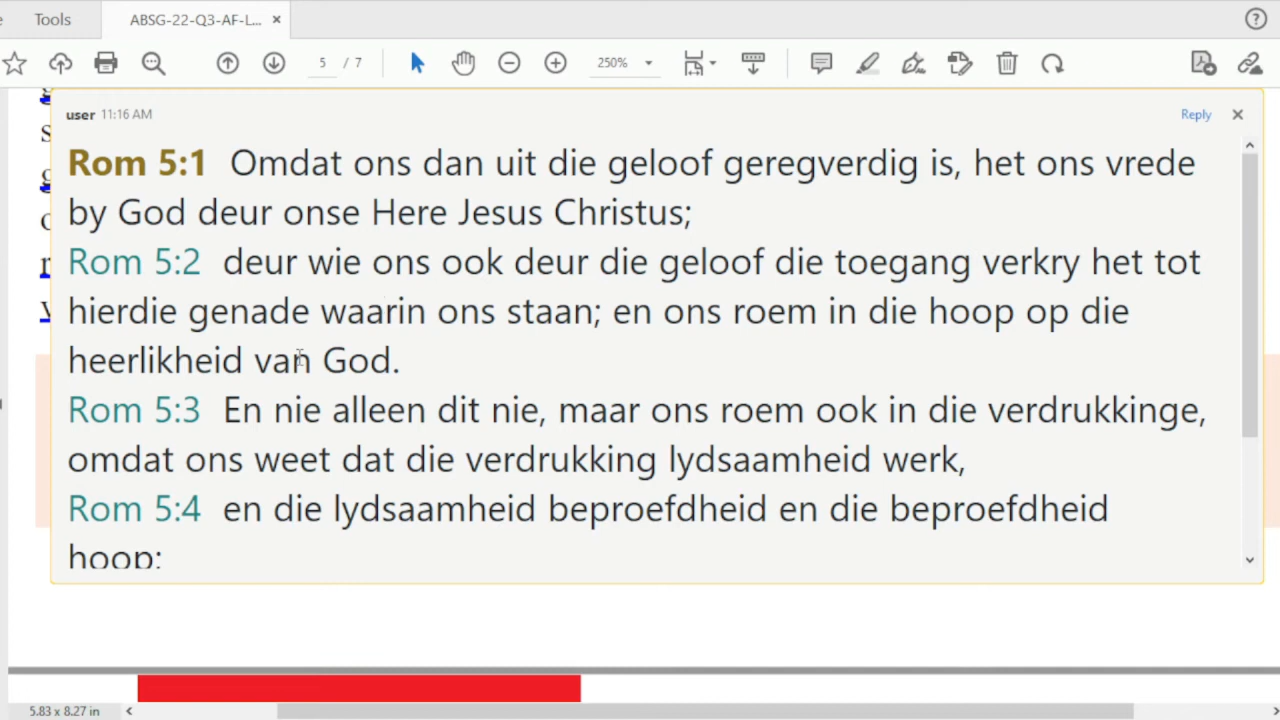 Tools
ABSG-22-Q3-AF-L...
5 / 7
250%
user 11:16 AM
Reply
Rom 5:1 Omdat ons dan uit die geloof geregverdig is, het ons vrede
by God deur onse Here Jesus Christus;
Rom 5:2 deur wie ons ook deur die geloof die toegang verkry het tot
hierdie genade waarin ons staan; en ons roem in die hoop op die
heerlikheid van God.
Rom 5:3 En nie alleen dit nie, maar ons roem ook in die verdrukkinge,
omdat ons weet dat die verdrukking lydsaamheid werk,
Rom 5:4 en die lydsaamheid beproefdheid en die beproefdheid
hoop;
5.83 x 8.27 in